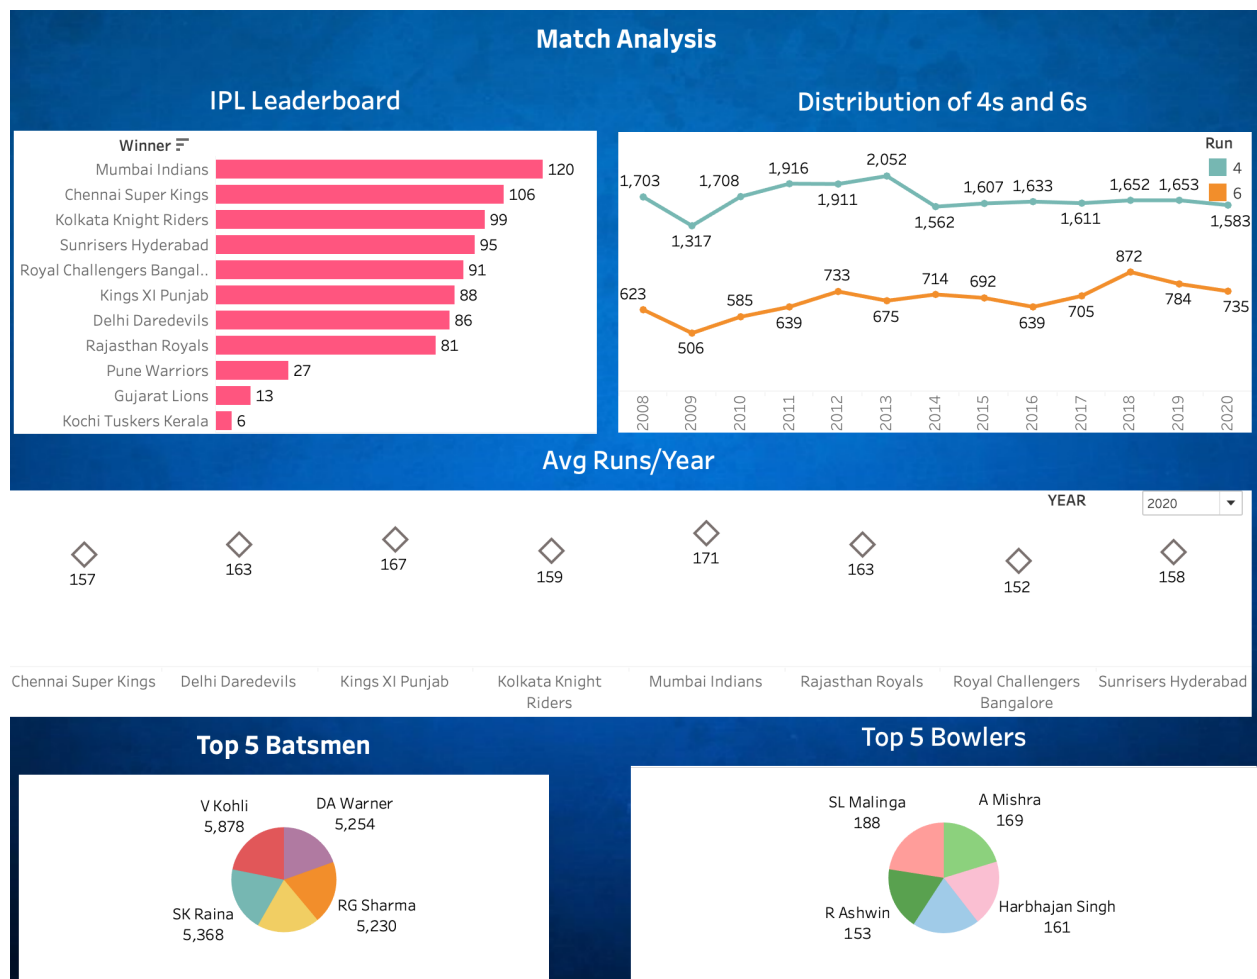 Match Analysis
IPL Leaderboard
Winner
Mumbai Indians 120
Chennai Super Kings 106
Kolkata Knight Riders 99
Sunrisers Hyderabad 95
Royal Challengers Bangal.. 91
Kings XI Punjab 88
Delhi Daredevils 86
Rajasthan Royals 81
Pune Warriors 27
Gujarat Lions 13
Kochi Tuskers Kerala 6
Distribution of 4s and 6s
Run
4
6
1,703 1,317 1,708 1,916 1,911 2,052 1,562 1,607 1,633 1,611 1,652 1,653 1,583
623 506 585 639 733 675 714 692 639 705 872 784 735
2008 2009 2010 2011 2012 2013 2014 2015 2016 2017 2018 2019 2020
Avg Runs/Year
YEAR 2020
157 163 167 159 171 163 152 158
Chennai Super Kings
Delhi Daredevils
Kings XI Punjab
Kolkata Knight
Riders
Mumbai Indians
Rajasthan Royals
Royal Challengers
Bangalore
Sunrisers Hyderabad
Top 5 Batsmen
V Kohli
5,878
DA Warner
5,254
SK Raina
5,368
RG Sharma
5,230
Top 5 Bowlers
SL Malinga
188
A Mishra
169
R Ashwin
153
Harbhajan Singh
161